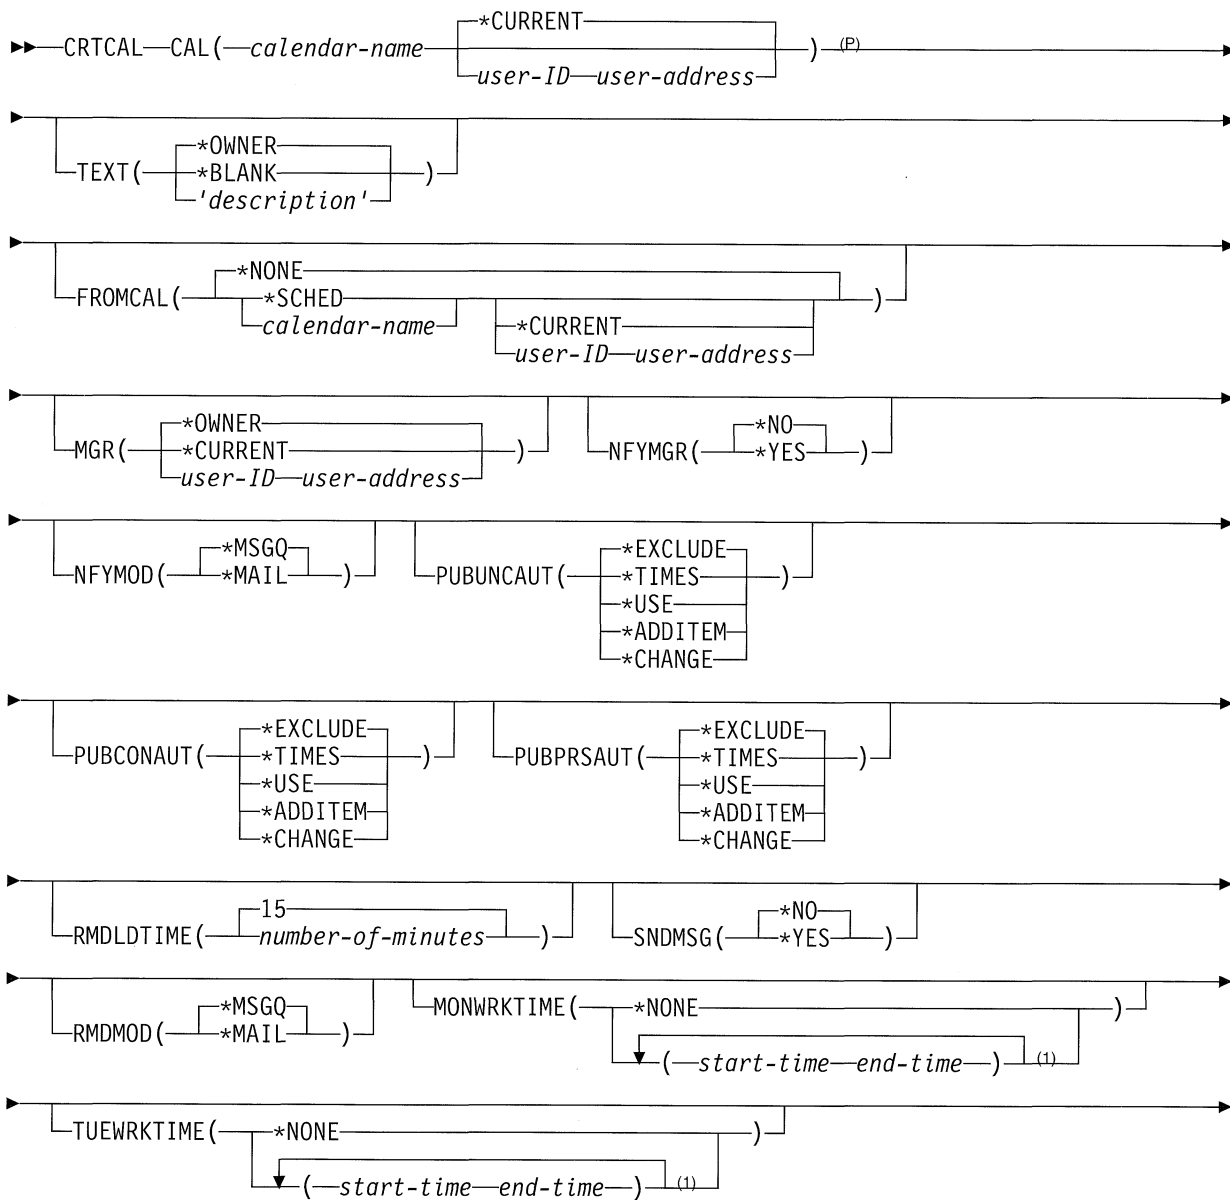 *CURRENT
CRTCAL CAL( calendar-name ) (P)
user-ID user-address
*OWNER
TEXT( *BLANK )
'description'
*NONE
FROMCAL( *SCHED )
calendar-name *CURRENT
user-ID user-address
*OWNER *NO
MGR( *CURRENT ) NFYMGR( *YES )
user-ID user-address
*MSGQ *EXCLUDE
NFYMOD( *MAIL ) PUBUNCAUT( *TIMES )
*USE
*ADDITEM
*CHANGE
*EXCLUDE *EXCLUDE
PUBCONAUT( *TIMES ) PUBPRSAUT( *TIMES )
*USE *USE
*ADDITEM *ADDITEM
*CHANGE *CHANGE
15 *NO
RMDLDTIME( number-of-minutes ) SNDMSG( *YES )
*MSGQ MONWRKTIME( *NONE )
RMDMOD( *MAIL )
( start-time end-time ) (1)
TUEWRKTIME( *NONE )
( start-time end-time ) (1)